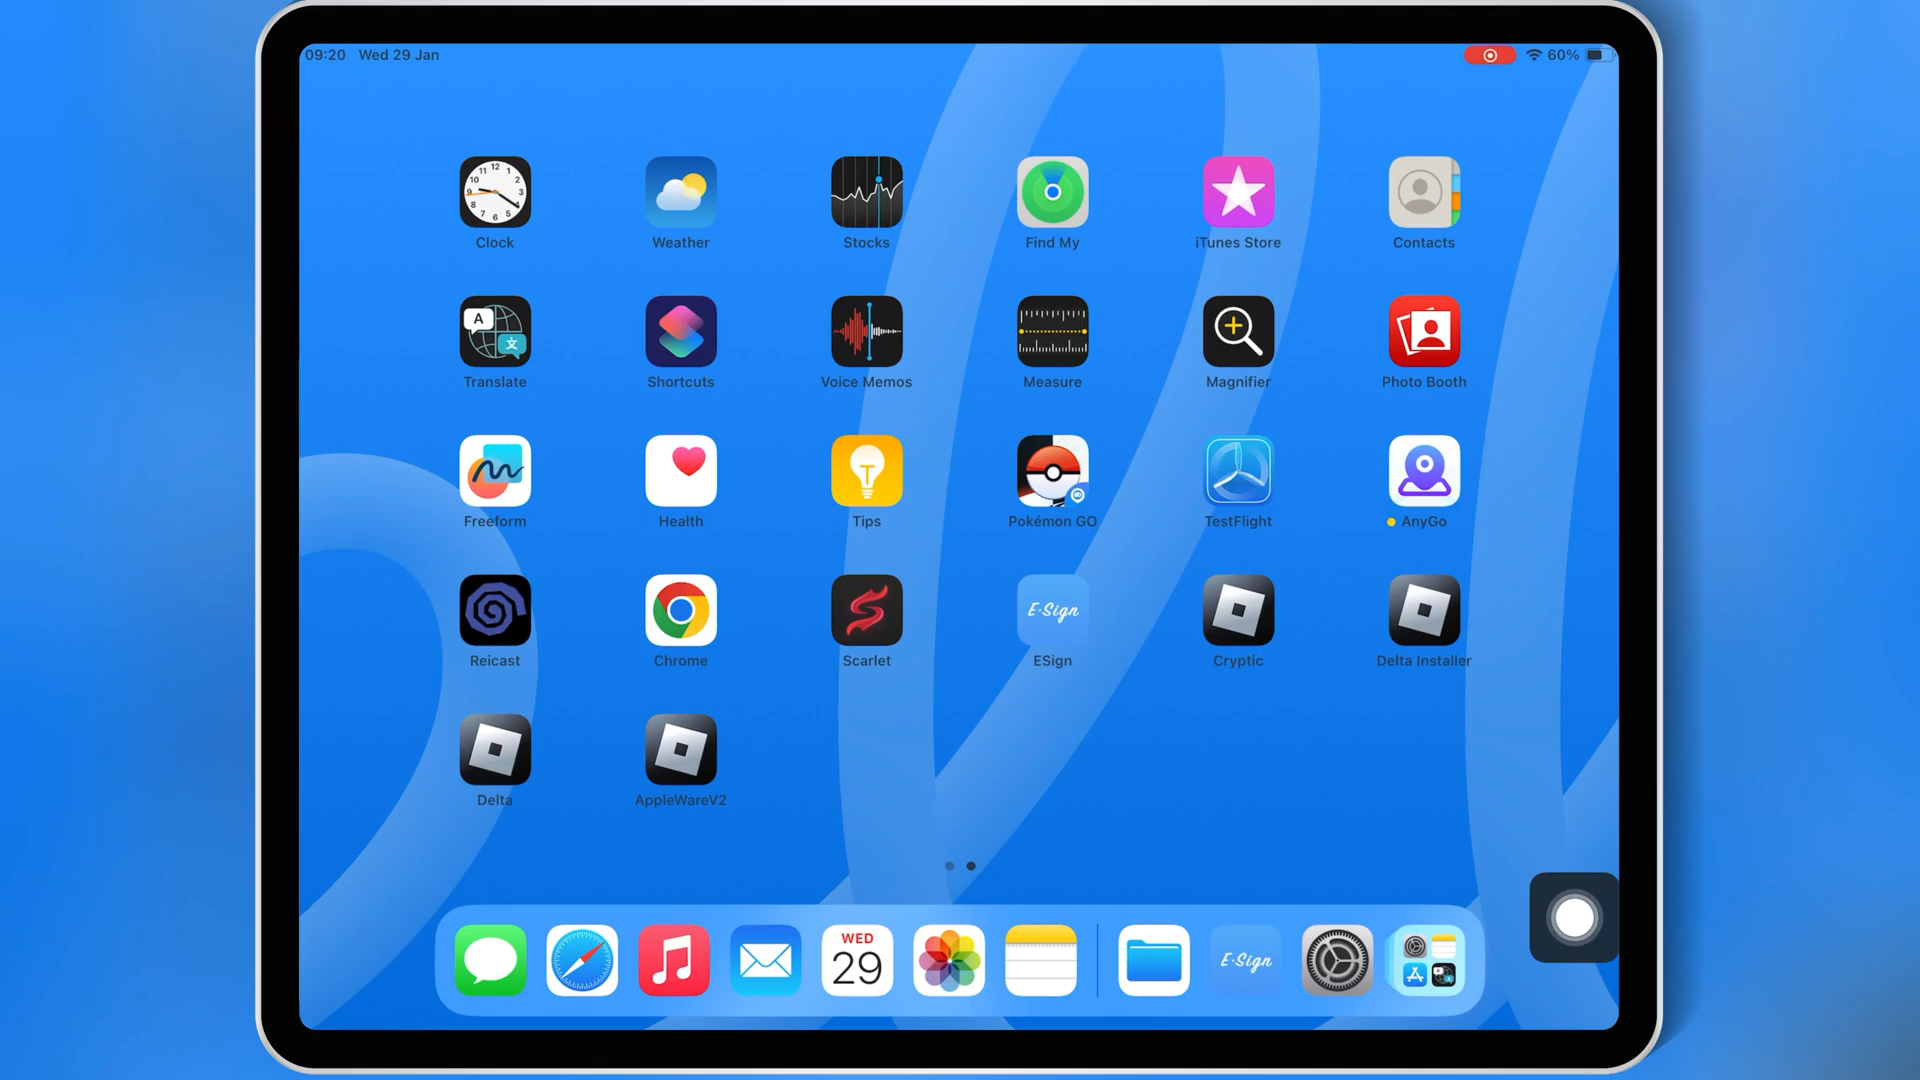 09:20 Wed 29 Jan
60%
Clock Weather Stocks Find My iTunes Store Contacts
Translate Shortcuts Voice Memos Measure Magnifier Photo Booth
Freeform Health Tips Pokémon GO TestFlight AnyGo
E·Sign
Reicast Chrome Scarlet ESign Cryptic Delta Installer
Delta AppleWareV2
WED
29
E·Sign